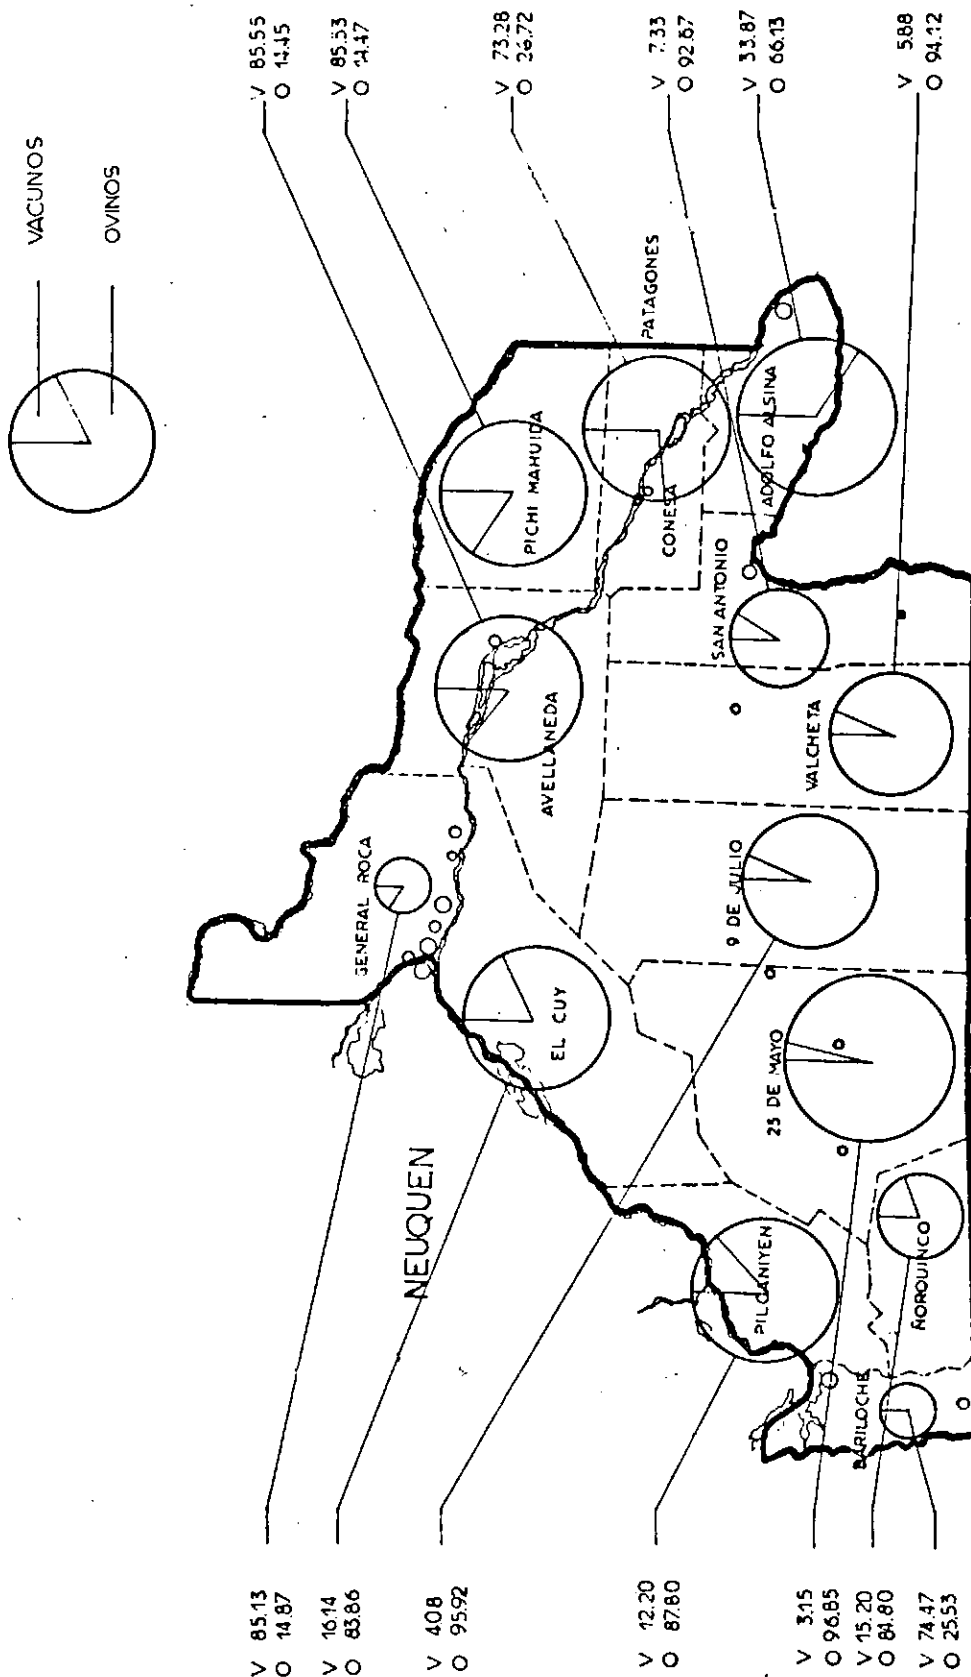 VACUNOS
OVINOS
V 85.55
O 14.45
V 85.53
O 14.47
V 73.28
O 26.72
V 7.33
O 92.67
V 33.87
O 66.13
V 5.88
O 94.12
PATAGONES
PICHI MAHUIDA
CONESA
ADOLFO ALSINA
SAN ANTONIO
AVELLANEDA
VALCHETA
GENERAL ROCA
9 DE JULIO
EL CUY
25 DE MAYO
NEUQUEN
PILCANIYEN
ÑORQUINCO
BARILOCHE
V 85.13
O 14.87
V 16.14
O 83.86
V 4.08
O 95.92
V 12.20
O 87.80
V 3.15
O 96.85
V 15.20
O 84.80
V 74.47
O 25.53